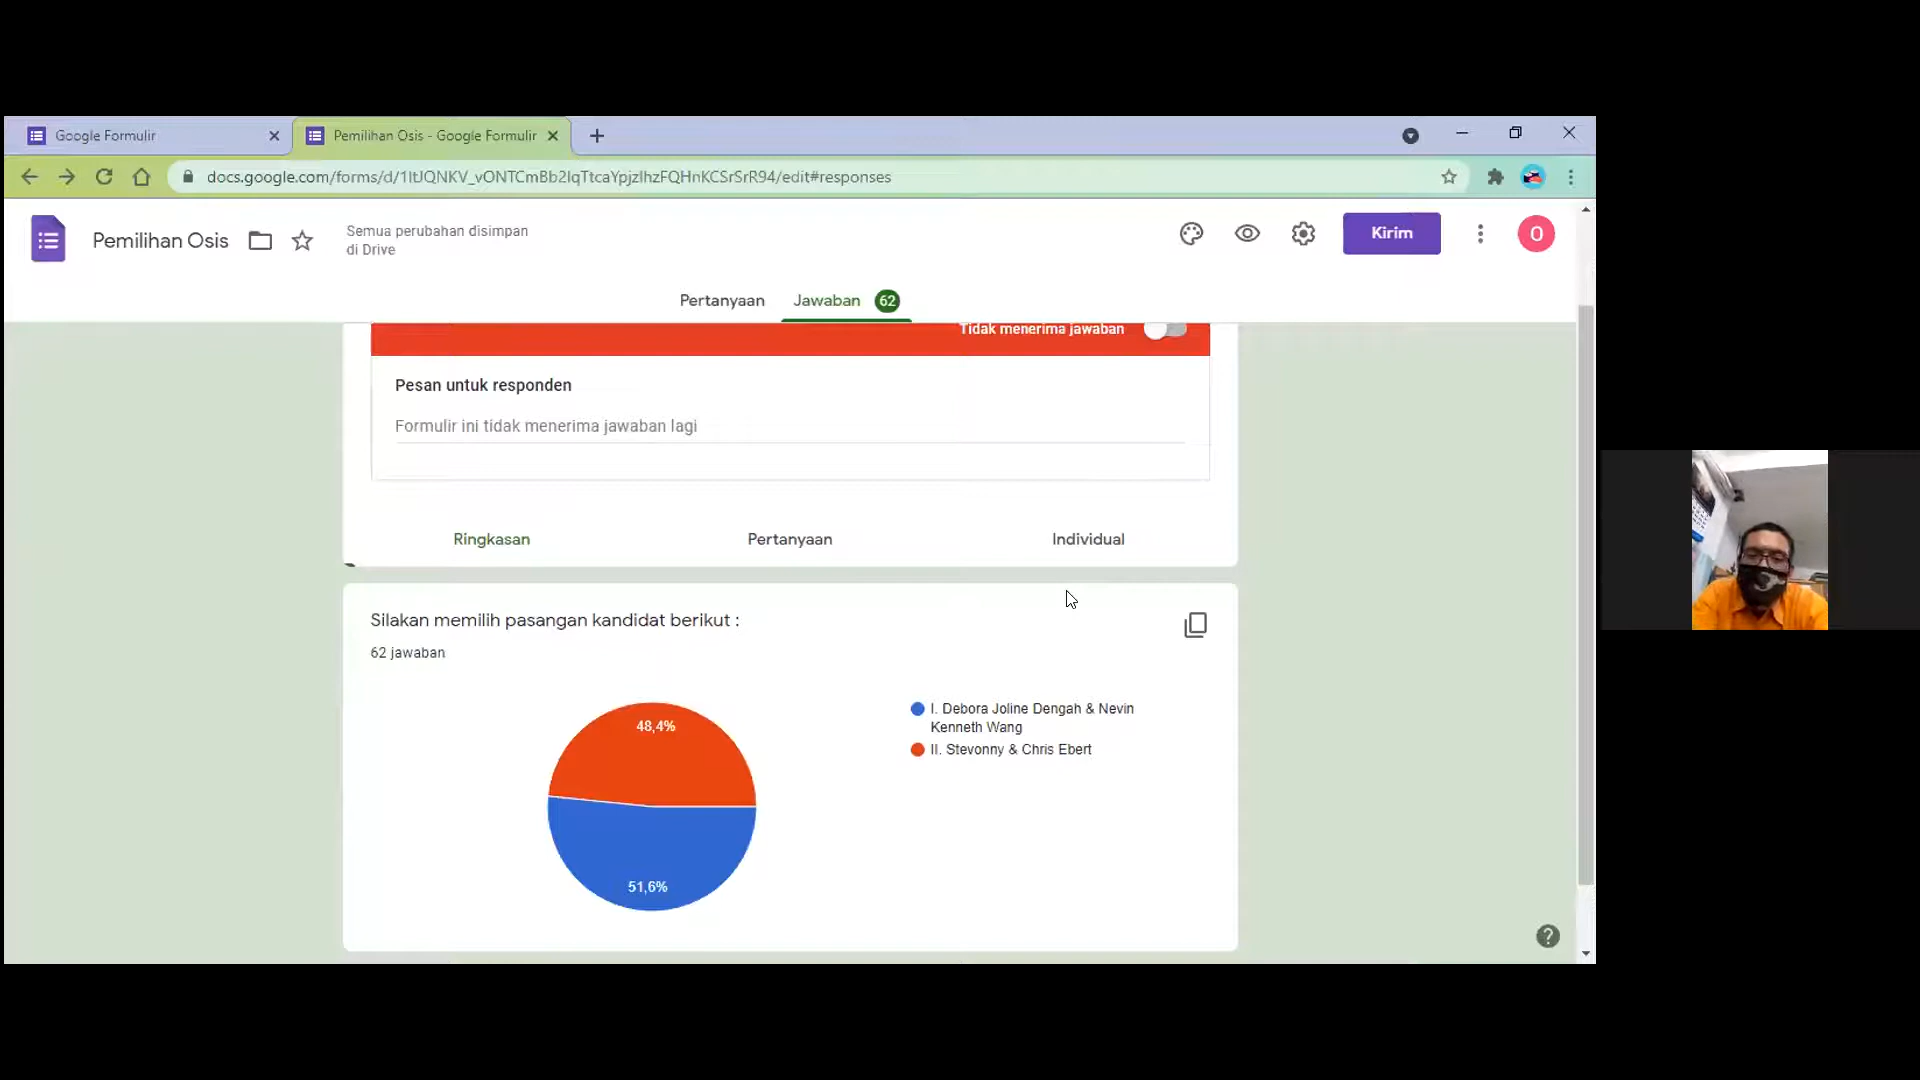 Google Formulir
Pemilihan Osis - Google Formulir
docs.google.com/forms/d/1ItJQNKV_vONTCmBb2IqTtcaYpjzIhzFQHnKCSrSrR94/edit#responses
Pemilihan Osis
Semua perubahan disimpan
di Drive
Kirim
O
Pertanyaan
Jawaban 62
Tidak menerima jawaban
Pesan untuk responden
Formulir ini tidak menerima jawaban lagi
Ringkasan
Pertanyaan
Individual
Silakan memilih pasangan kandidat berikut :
62 jawaban
48,4%
51,6%
I. Debora Joline Dengah & Nevin
Kenneth Wang
II. Stevonny & Chris Ebert